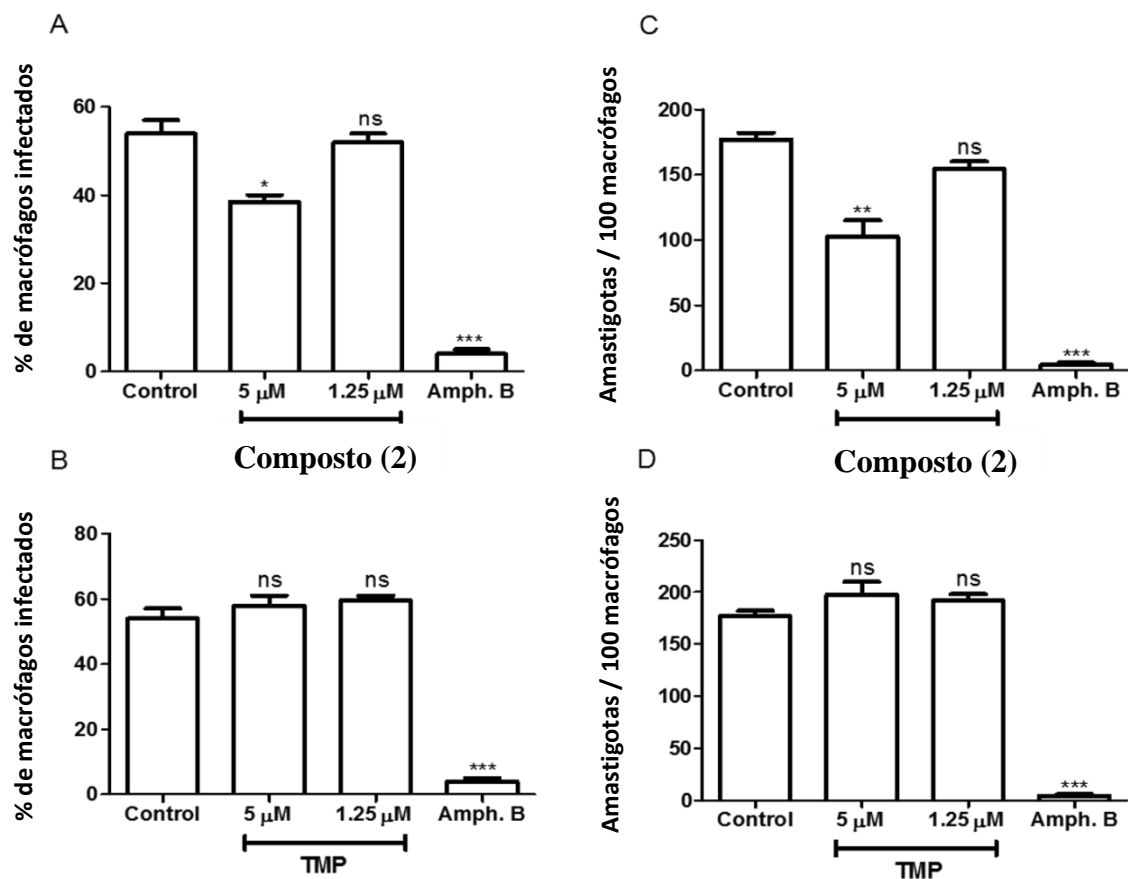 A
% de macrófagos infectados
60
40
20
0
*
ns
***
Control
5 µM
1.25 µM
Amph. B
Composto (2)
C
Amastigotas / 100 macrófagos
200
150
100
50
0
**
ns
***
Control
5 µM
1.25 µM
Amph. B
Composto (2)
B
% de macrófagos infectados
80
60
40
20
0
ns
ns
***
Control
5 µM
1.25 µM
Amph. B
TMP
D
Amastigotas / 100 macrófagos
250
200
150
100
50
0
ns
ns
***
Control
5 µM
1.25 µM
Amph. B
TMP